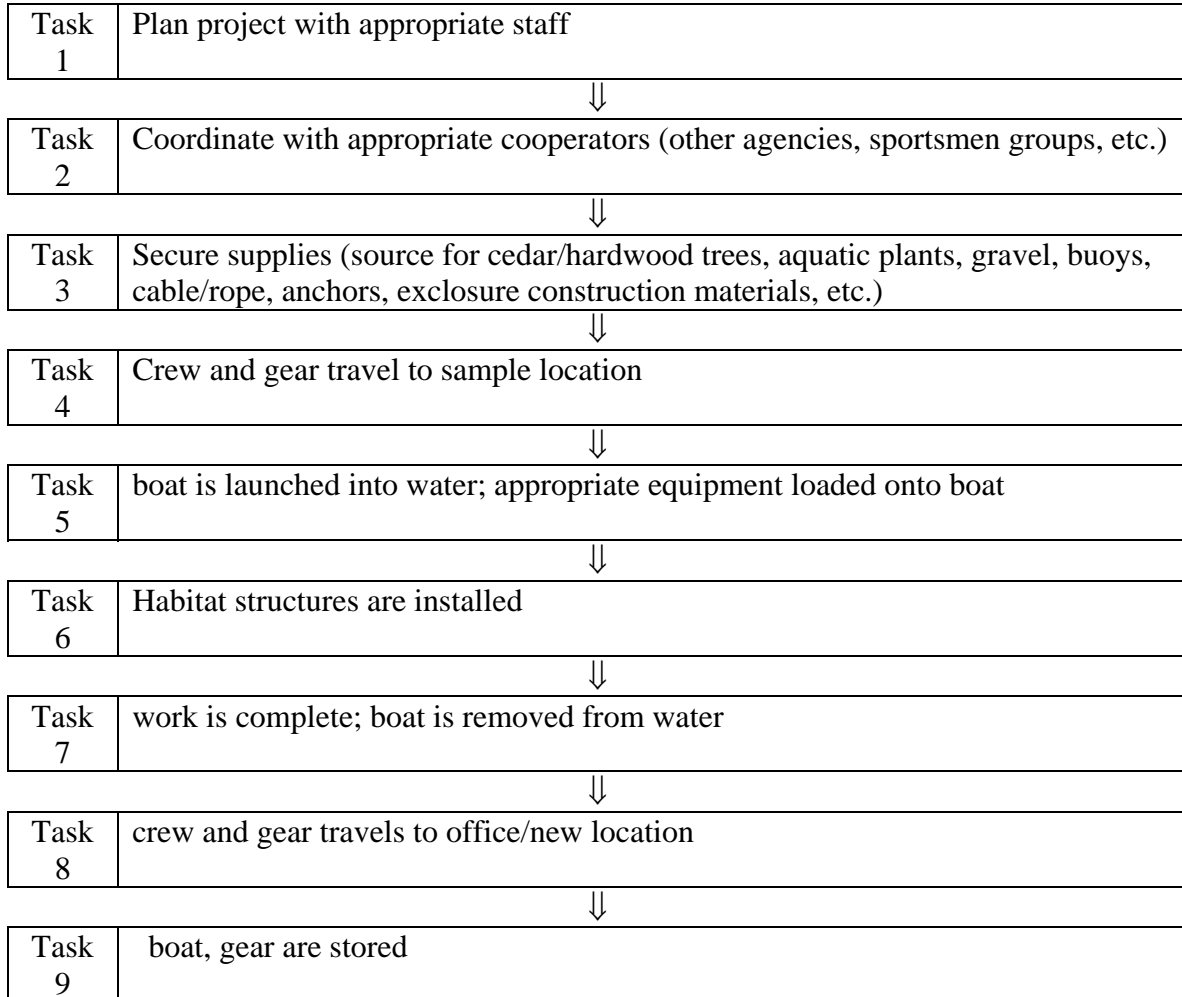 Task Plan project with appropriate staff
1
⇓
Task Coordinate with appropriate cooperators (other agencies, sportsmen groups, etc.)
2
⇓
Task Secure supplies (source for cedar/hardwood trees, aquatic plants, gravel, buoys,
3 cable/rope, anchors, exclosure construction materials, etc.)
⇓
Task Crew and gear travel to sample location
4
⇓
Task boat is launched into water; appropriate equipment loaded onto boat
5
⇓
Task Habitat structures are installed
6
⇓
Task work is complete; boat is removed from water
7
⇓
Task crew and gear travels to office/new location
8
⇓
Task boat, gear are stored
9